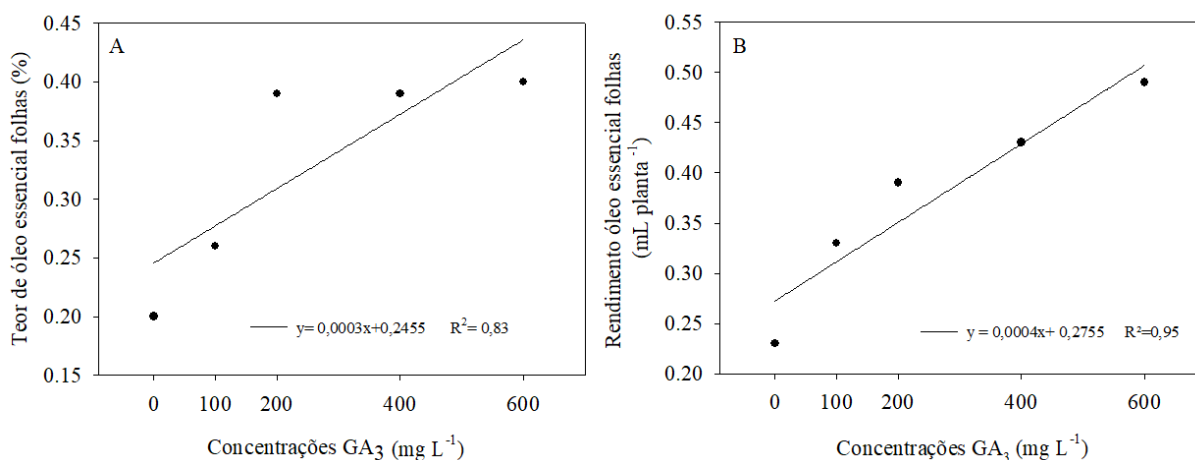 A
Teor de óleo essencial folhas (%)
0.45
0.40
0.35
0.30
0.25
0.20
0.15
y= 0,0003x+0,2455 R²= 0,83
0 100 200 400 600
Concentrações GA3 (mg L⁻¹)
B
Rendimento óleo essencial folhas
(mL planta ⁻¹)
0.55
0.50
0.45
0.40
0.35
0.30
0.25
0.20
y = 0,0004x+ 0,2755 R²=0,95
0 100 200 400 600
Concentrações GA₃ (mg L⁻¹)